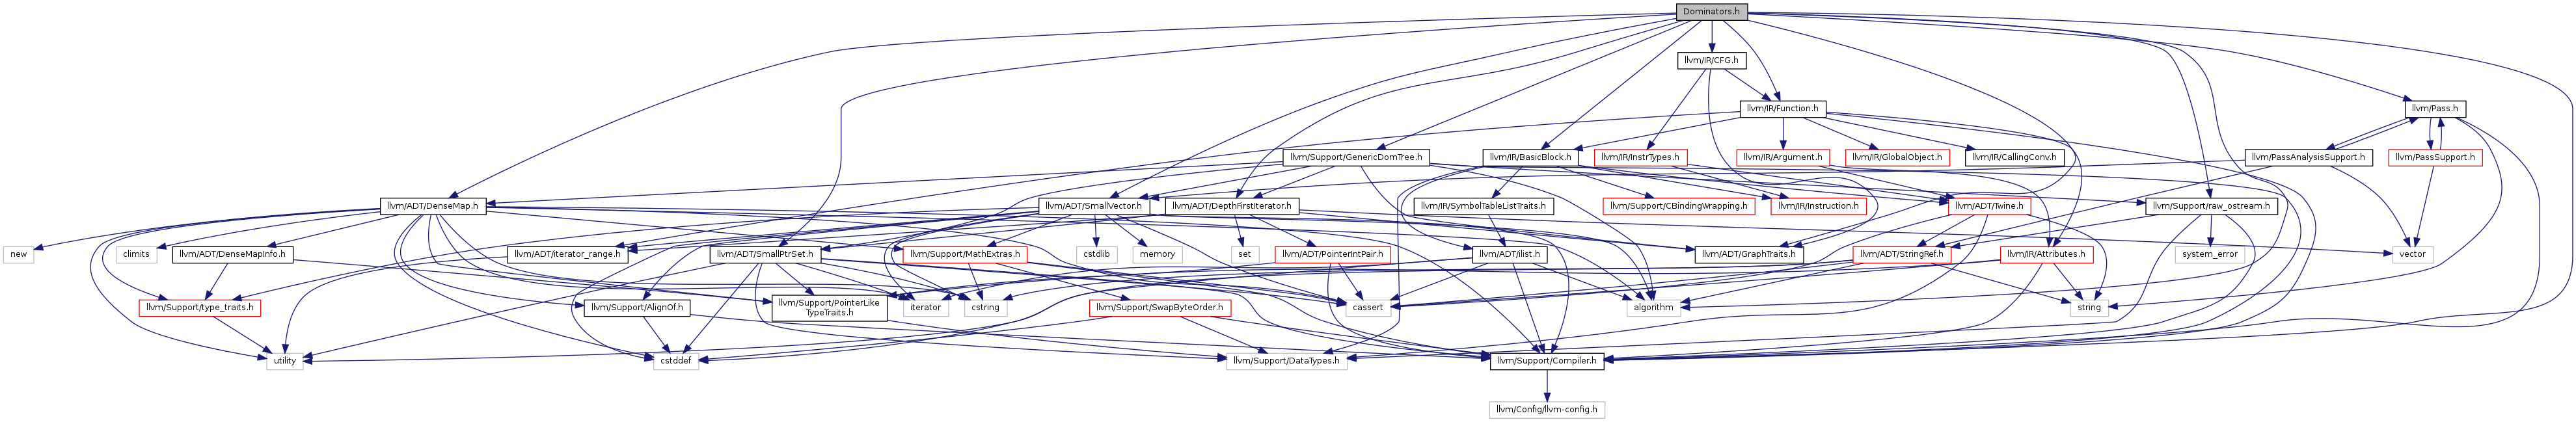 Dominators.h
llvm/IR/CFG.h
llvm/IR/Function.h
llvm/Pass.h
llvm/Support/GenericDomTree.h
llvm/IR/BasicBlock.h
llvm/IR/InstrTypes.h
llvm/IR/Argument.h
llvm/IR/GlobalObject.h
llvm/IR/CallingConv.h
llvm/PassAnalysisSupport.h
llvm/PassSupport.h
llvm/ADT/DenseMap.h
llvm/ADT/SmallVector.h
llvm/ADT/DepthFirstIterator.h
llvm/IR/SymbolTableListTraits.h
llvm/Support/CBindingWrapping.h
llvm/IR/Instruction.h
llvm/ADT/Twine.h
llvm/Support/raw_ostream.h
new
climits
llvm/ADT/DenseMapInfo.h
llvm/ADT/iterator_range.h
llvm/ADT/SmallPtrSet.h
llvm/Support/MathExtras.h
cstdlib
memory
set
llvm/ADT/PointerIntPair.h
llvm/ADT/ilist.h
llvm/ADT/GraphTraits.h
llvm/ADT/StringRef.h
llvm/IR/Attributes.h
system_error
vector
llvm/Support/type_traits.h
llvm/Support/AlignOf.h
llvm/Support/PointerLike
TypeTraits.h
iterator
cstring
llvm/Support/SwapByteOrder.h
cassert
algorithm
string
utility
cstddef
llvm/Support/DataTypes.h
llvm/Support/Compiler.h
llvm/Config/llvm-config.h